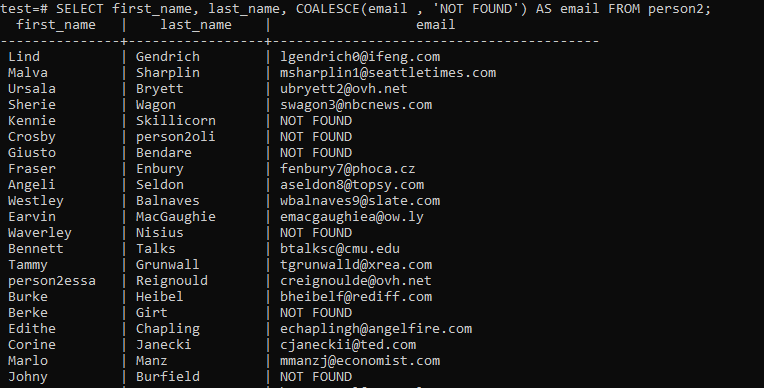 test=# SELECT first_name, last_name, COALESCE(email , 'NOT FOUND') AS email FROM person2;
first_name | last_name | email
---------------+----------------+---------------------------------------
Lind | Gendrich | lgendrich0@ifeng.com
Malva | Sharplin | msharplin1@seattletimes.com
Ursala | Bryett | ubryett2@ovh.net
Sherie | Wagon | swagon3@nbcnews.com
Kennie | Skillicorn | NOT FOUND
Crosby | person2oli | NOT FOUND
Giusto | Bendare | NOT FOUND
Fraser | Enbury | fenbury7@phoca.cz
Angeli | Seldon | aseldon8@topsy.com
Westley | Balnaves | wbalnaves9@slate.com
Earvin | MacGaughie | emacgaughiea@ow.ly
Waverley | Nisius | NOT FOUND
Bennett | Talks | btalksc@cmu.edu
Tammy | Grunwall | tgrunwalld@xrea.com
person2essa | Reignould | creignoulde@ovh.net
Burke | Heibel | bheibelf@rediff.com
Berke | Girt | NOT FOUND
Edithe | Chapling | echaplingh@angelfire.com
Corine | Janecki | cjaneckii@ted.com
Marlo | Manz | mmanzj@economist.com
Johny | Burfield | NOT FOUND